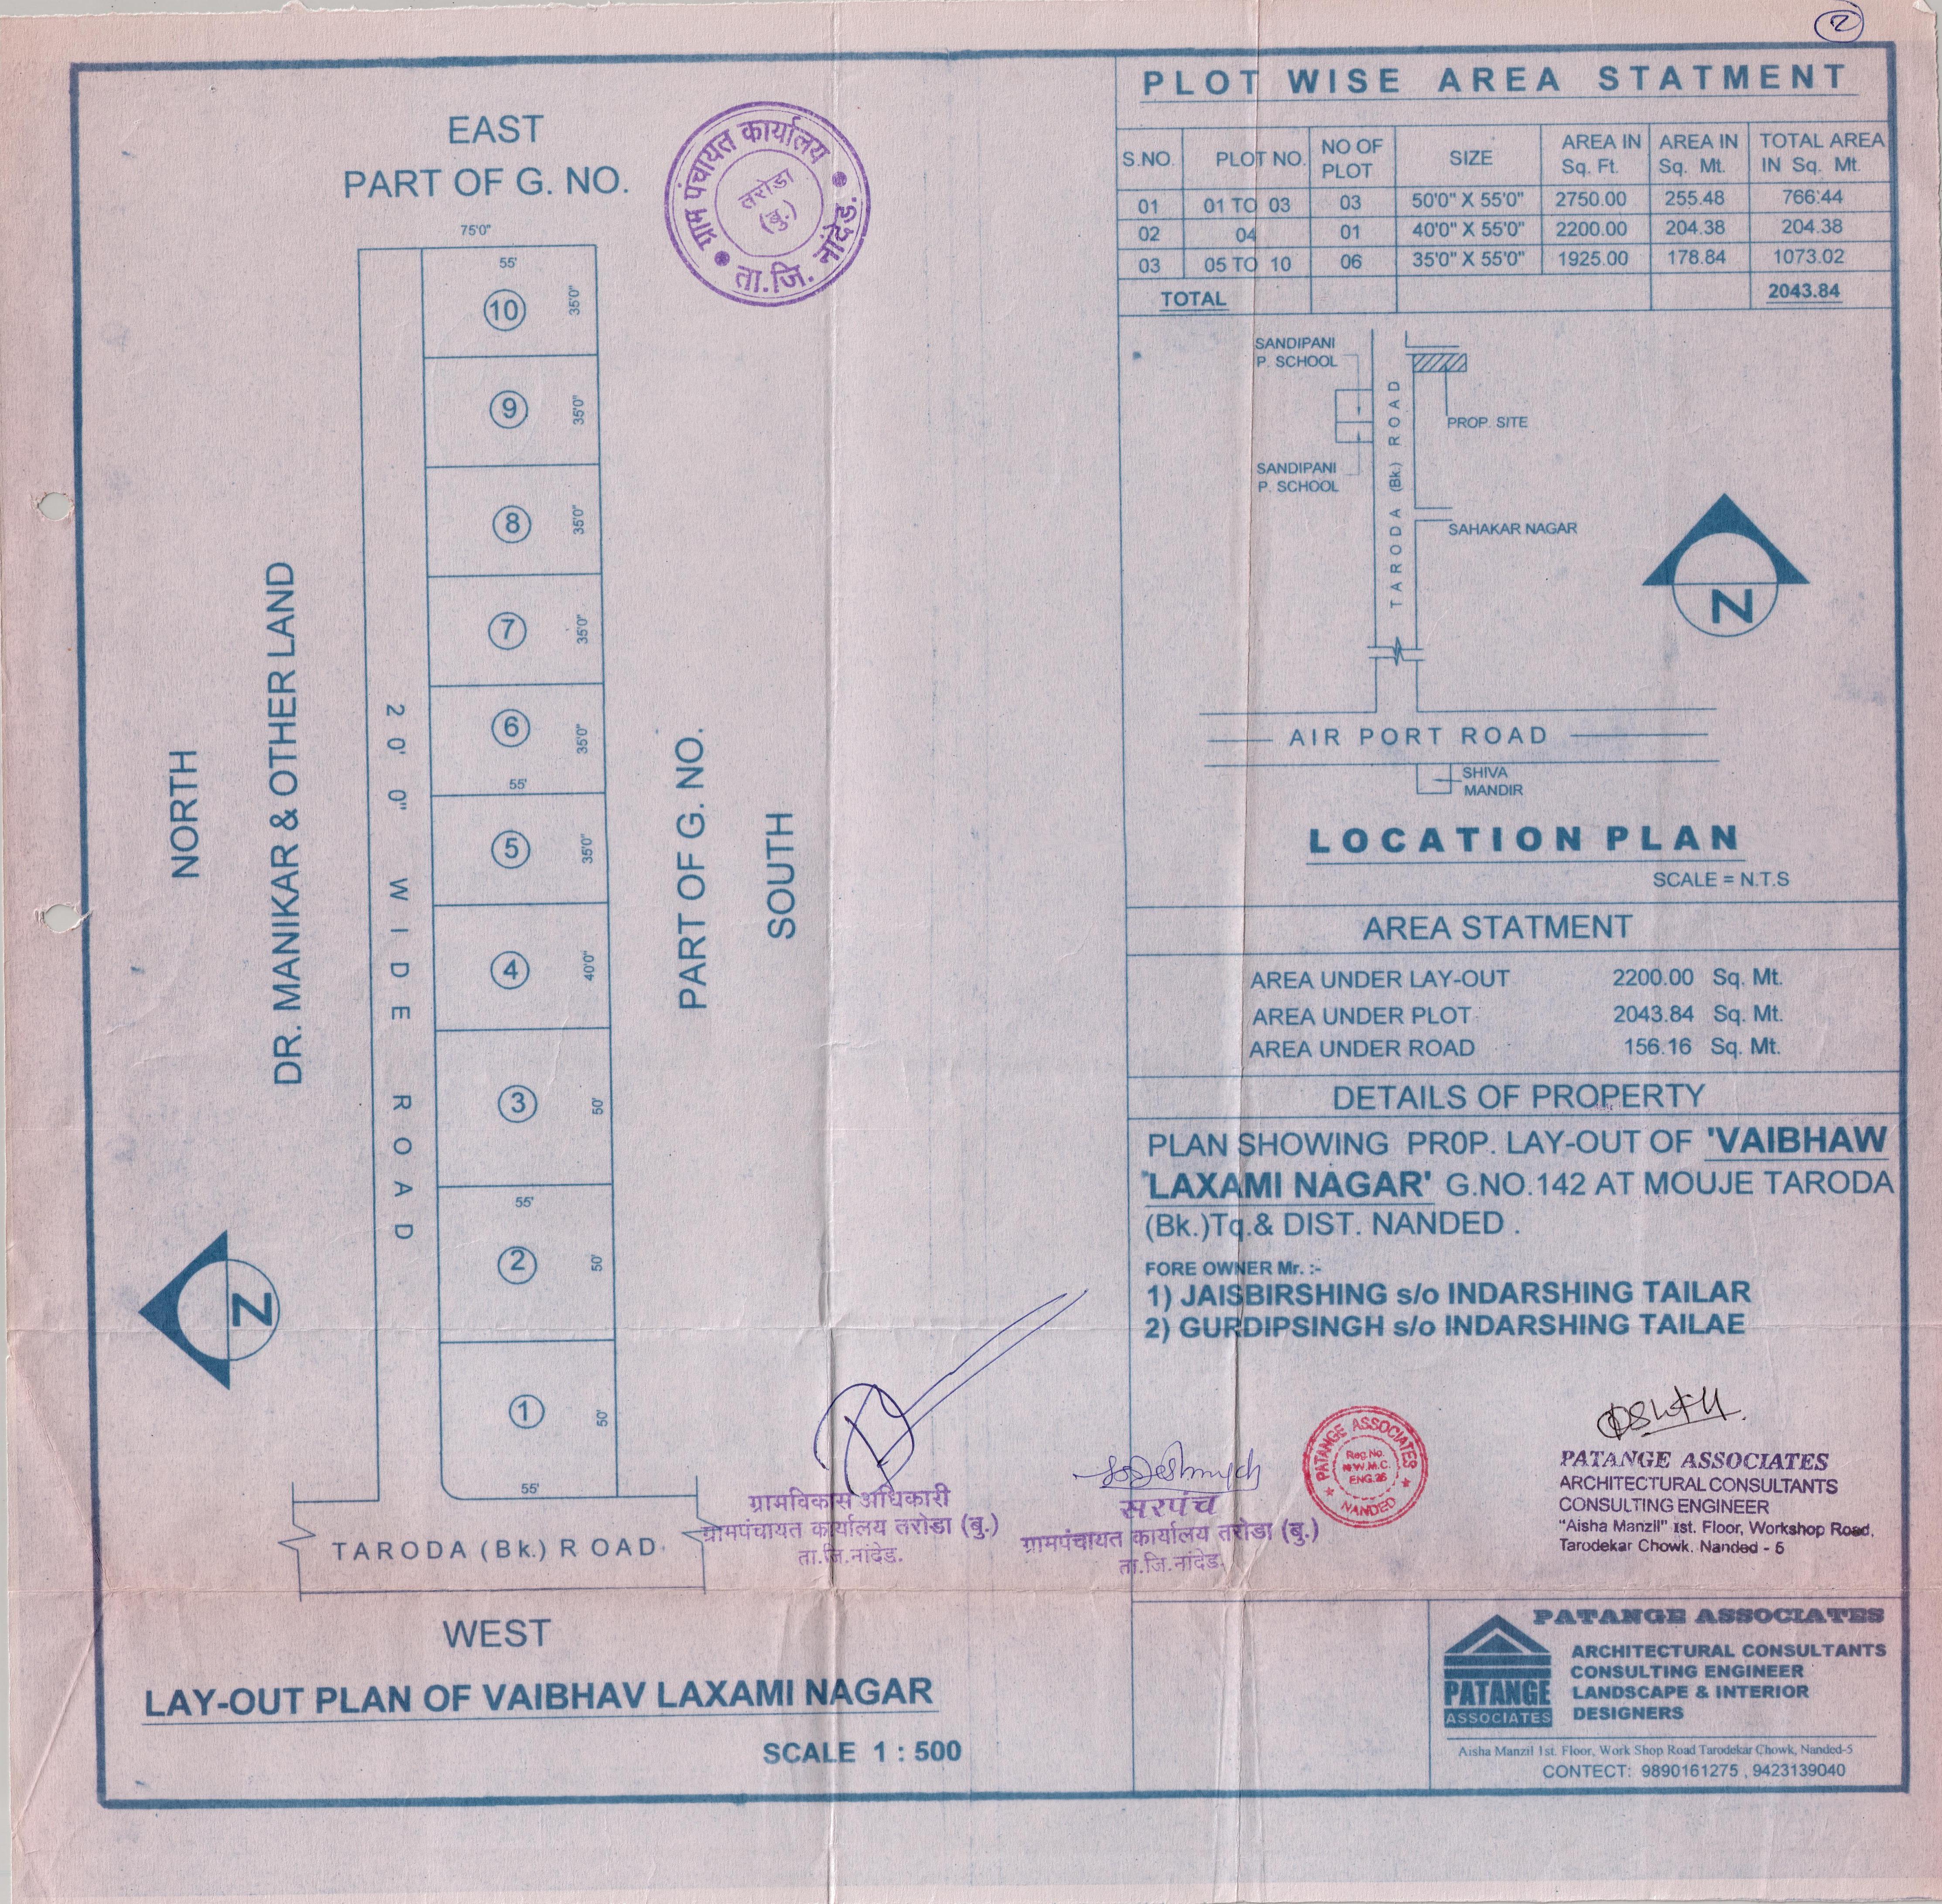 2
EAST
PART OF G. NO.
75'0"
55'
10
35'0"
9
35'0"
8
35'0"
7
35'0"
6
35'0"
55'
5
35'0"
4
40'0"
3
50'
55'
2
50'
1
50'
55'
20'0" WIDE ROAD
NORTH
DR. MANIKAR & OTHER LAND
PART OF G. NO.
SOUTH
N
TARODA (Bk.) ROAD
WEST
LAY-OUT PLAN OF VAIBHAV LAXAMI NAGAR
SCALE 1 : 500
ग्राम पंचायत कार्यालय
तरोडा
(बु.)
ता.जि. नांदेड.
ग्रामविकास अधिकारी
ग्रामपंचायत कार्यालय तरोडा (बु.)
ता.जि.नांदेड.
सरपंच
ग्रामपंचायत कार्यालय तरोडा (बु.)
ता.जि.नांदेड.
PLOT WISE AREA STATMENT
S.NO. PLOT NO. NO OF PLOT SIZE AREA IN Sq. Ft. AREA IN Sq. Mt. TOTAL AREA IN Sq. Mt.
01 01 TO 03 03 50'0" X 55'0" 2750.00 255.48 766.44
02 04 01 40'0" X 55'0" 2200.00 204.38 204.38
03 05 TO 10 06 35'0" X 55'0" 1925.00 178.84 1073.02
TOTAL 2043.84
SANDIPANI
P. SCHOOL
PROP. SITE
SANDIPANI
P. SCHOOL
TARODA (Bk.) ROAD
SAHAKAR NAGAR
N
AIR PORT ROAD
SHIVA
MANDIR
LOCATION PLAN
SCALE = N.T.S
AREA STATMENT
AREA UNDER LAY-OUT 2200.00 Sq. Mt.
AREA UNDER PLOT 2043.84 Sq. Mt.
AREA UNDER ROAD 156.16 Sq. Mt.
DETAILS OF PROPERTY
PLAN SHOWING PR0P. LAY-OUT OF 'VAIBHAW
'LAXAMI NAGAR' G.NO.142 AT MOUJE TARODA
(Bk.)Tq.& DIST. NANDED .
FORE OWNER Mr. :-
1) JAISBIRSHING s/o INDARSHING TAILAR
2) GURDIPSINGH s/o INDARSHING TAILAE
PATANGE ASSOCIATES
Reg.No.
N.W.M.C.
ENG.26
NANDED
PATANGE ASSOCIATES
ARCHITECTURAL CONSULTANTS
CONSULTING ENGINEER
"Aisha Manzil" Ist. Floor, Workshop Road,
Tarodekar Chowk. Nanded - 5
PATANGE ASSOCIATES
ARCHITECTURAL CONSULTANTS
CONSULTING ENGINEER
LANDSCAPE & INTERIOR
DESIGNERS
PATANGE
ASSOCIATES
Aisha Manzil 1st. Floor, Work Shop Road Tarodekar Chowk, Nanded-5
CONTECT: 9890161275 , 9423139040